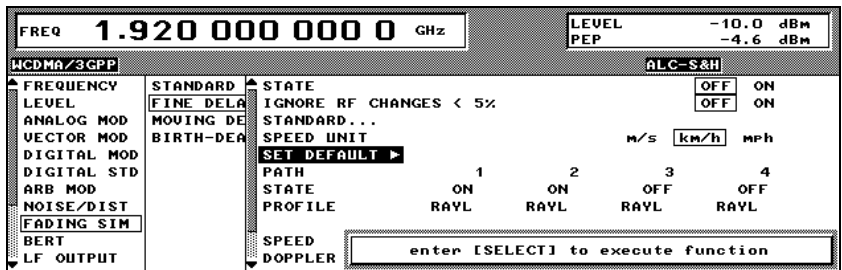 FREQ 1.920 000 000 0 GHz LEVEL -10.0 dBm
PEP -4.6 dBm
WCDMA/3GPP ALC-S&H
FREQUENCY STANDARD STATE OFF ON
LEVEL FINE DELA IGNORE RF CHANGES < 5% OFF ON
ANALOG MOD MOVING DE STANDARD...
VECTOR MOD BIRTH-DEA SPEED UNIT m/s km/h mph
DIGITAL MOD SET DEFAULT ►
DIGITAL STD PATH 1 2 3 4
ARB MOD STATE ON ON OFF OFF
NOISE/DIST PROFILE RAYL RAYL RAYL RAYL
FADING SIM
BERT SPEED enter [SELECT] to execute function
LF OUTPUT DOPPLER